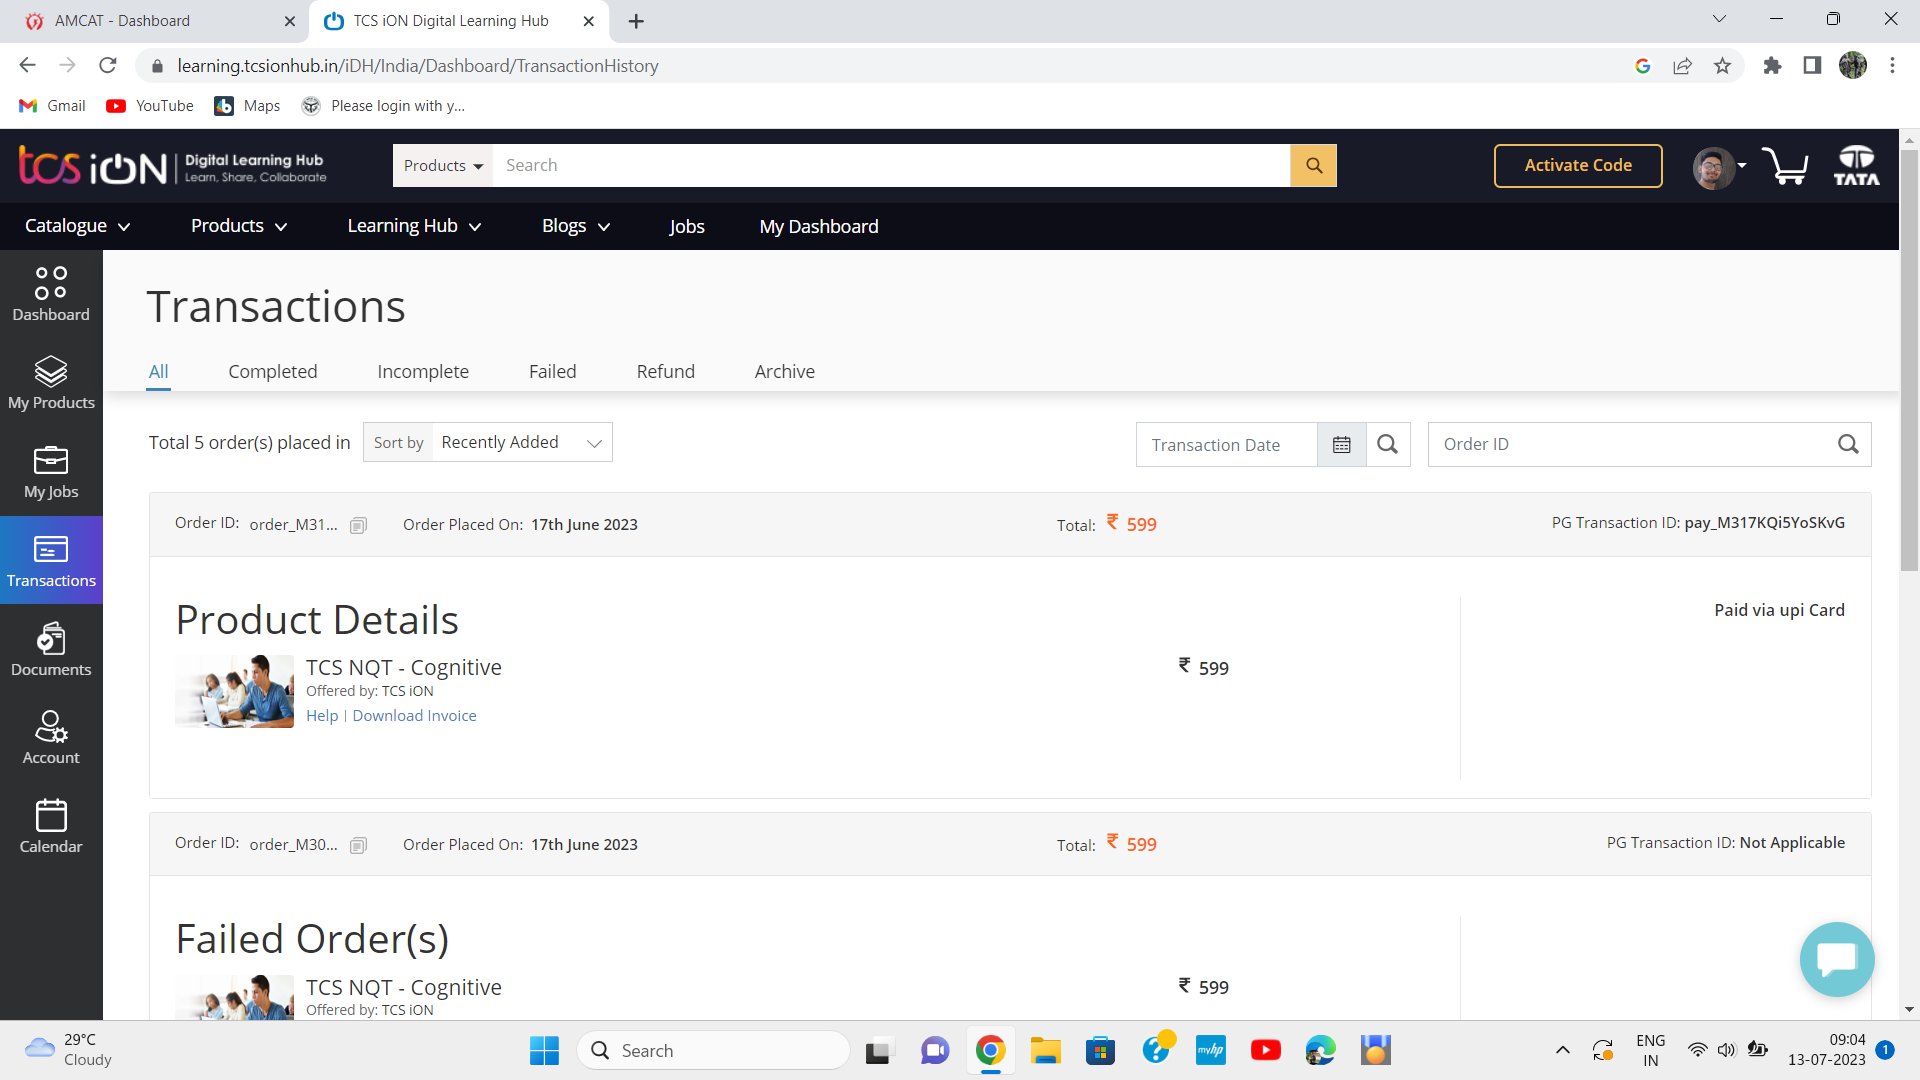 AMCAT - Dashboard
TCS iON Digital Learning Hub
learning.tcsionhub.in/iDH/India/Dashboard/TransactionHistory
Gmail
YouTube
Maps
Please login with y...
tcs iON
Digital Learning Hub
Learn, Share, Collaborate
Products
Search
Activate Code
TATA
Catalogue
Products
Learning Hub
Blogs
Jobs
My Dashboard
Dashboard
My Products
My Jobs
Transactions
Documents
Account
Calendar
Transactions
All
Completed
Incomplete
Failed
Refund
Archive
Total 5 order(s) placed in
Sort by
Recently Added
Transaction Date
Order ID
Order ID: order_M31...
Order Placed On: 17th June 2023
Total: ₹ 599
PG Transaction ID: pay_M317KQi5YoSKvG
Product Details
Paid via upi Card
TCS NQT - Cognitive
₹ 599
Offered by: TCS iON
Help | Download Invoice
Order ID: order_M30...
Order Placed On: 17th June 2023
Total: ₹ 599
PG Transaction ID: Not Applicable
Failed Order(s)
TCS NQT - Cognitive
₹ 599
Offered by: TCS iON
29°C
Cloudy
Search
myhp
ENG
IN
09:04
13-07-2023
1